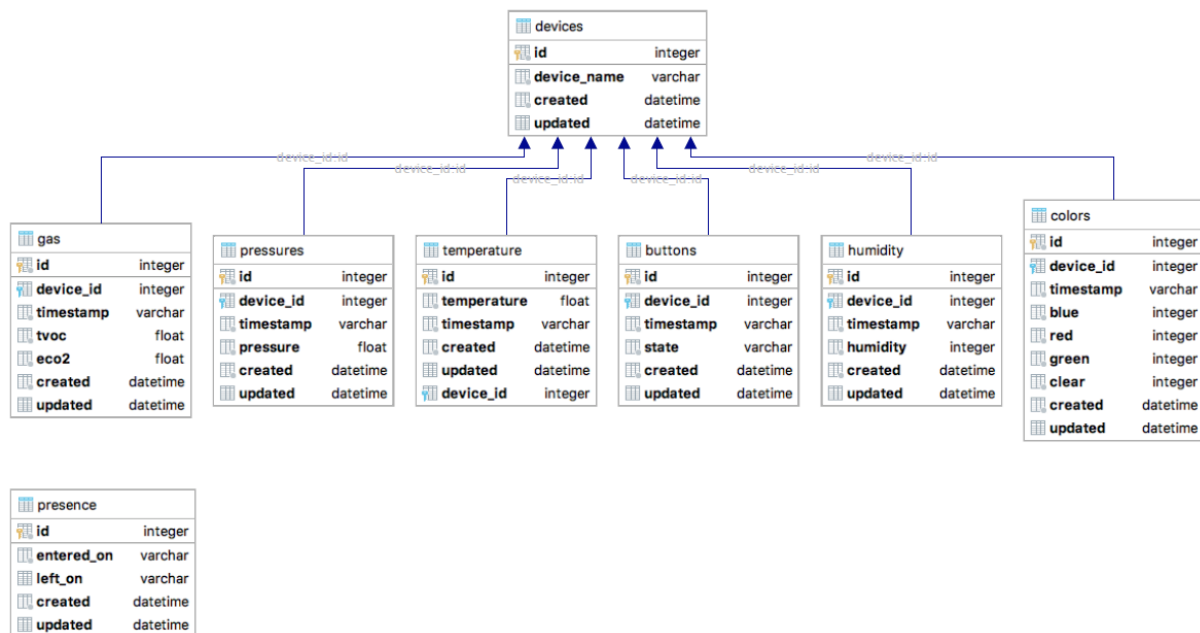 devices
id integer
device_name varchar
created datetime
updated datetime
device_id:id
device_id:id
device_id:id
device_id:id
device_id:id
device_id:id
gas
id integer
device_id integer
timestamp varchar
tvoc float
eco2 float
created datetime
updated datetime
pressures
id integer
device_id integer
timestamp varchar
pressure float
created datetime
updated datetime
temperature
id integer
temperature float
timestamp varchar
created datetime
updated datetime
device_id integer
buttons
id integer
device_id integer
timestamp varchar
state varchar
created datetime
updated datetime
humidity
id integer
device_id integer
timestamp varchar
humidity integer
created datetime
updated datetime
colors
id integer
device_id integer
timestamp varchar
blue integer
red integer
green integer
clear integer
created datetime
updated datetime
presence
id integer
entered_on varchar
left_on varchar
created datetime
updated datetime